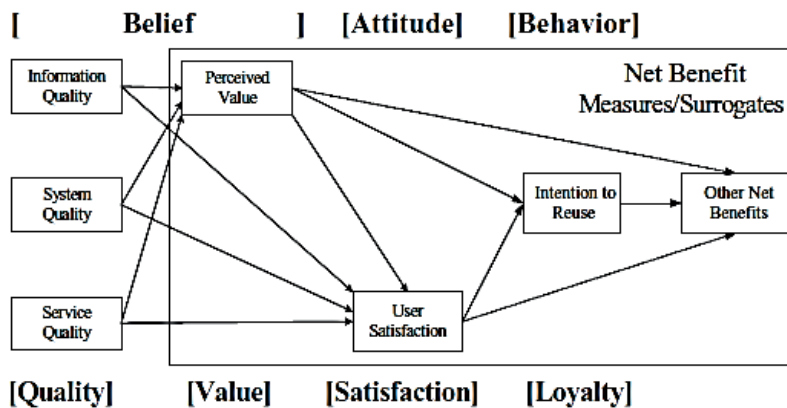 [ Belief ] [Attitude] [Behavior]
Information
Quality
Perceived
Value
Net Benefit
Measures/Surrogates
System
Quality
Intention to
Reuse
Other Net
Benefits
Service
Quality
User
Satisfaction
[Quality] [Value] [Satisfaction] [Loyalty]